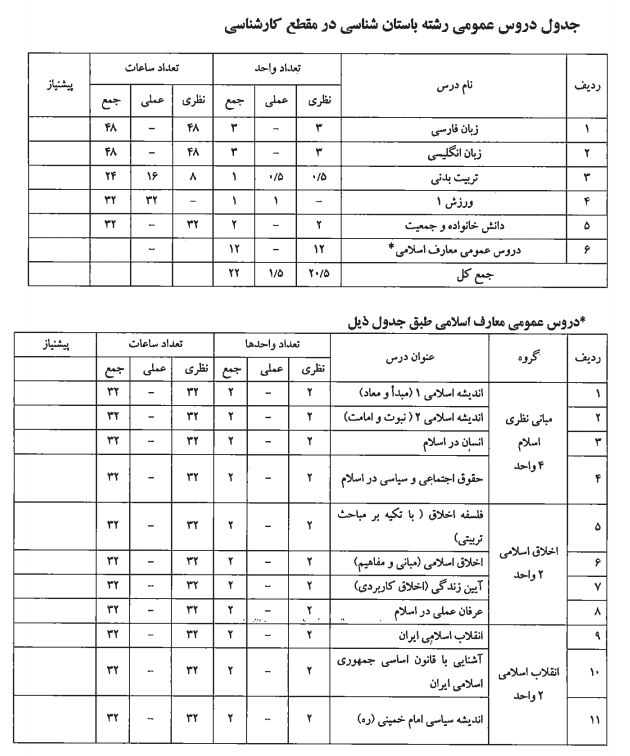 جدول دروس عمومی رشته باستان شناسی در مقطع کارشناسی
ردیف نام درس تعداد واحد تعداد ساعات پیشنیاز
نظری عملی جمع نظری عملی جمع
۱ زبان فارسی ۳ - ۳ ۴۸ - ۴۸
۲ زبان انگلیسی ۳ - ۳ ۴۸ - ۴۸
۳ تربیت بدنی ۰/۵ ۰/۵ ۱ ۸ ۱۶ ۲۴
۴ ورزش ۱ - ۱ ۱ - ۳۲ ۳۲
۵ دانش خانواده و جمعیت ۲ - ۲ ۳۲ - ۳۲
۶ دروس عمومی معارف اسلامی* ۱۲ - ۱۲ -
جمع کل ۲۰/۵ ۱/۵ ۲۲
*دروس عمومی معارف اسلامی طبق جدول ذیل
ردیف گروه عنوان درس تعداد واحدها تعداد ساعات پیشنیاز
نظری عملی جمع نظری عملی جمع
۱ اندیشه اسلامی ۱ (مبدأ و معاد) ۲ - ۲ ۳۲ - ۳۲
۲ مبانی نظری اندیشه اسلامی ۲ ( نبوت و امامت) ۲ - ۲ ۳۲ - ۳۲
۳ اسلام انسان در اسلام ۲ - ۲ ۳۲ - ۳۲
۴ ۴ واحد حقوق اجتماعی و سیاسی در اسلام ۲ - ۲ ۳۲ - ۳۲
۵ فلسفه اخلاق ( با تکیه بر مباحث
تربیتی) ۲ - ۲ ۳۲ - ۳۲
۶ اخلاق اسلامی اخلاق اسلامی (مبانی و مفاهیم) ۲ - ۲ ۳۲ - ۳۲
۷ ۲ واحد آیین زندگی (اخلاق کاربردی) ۲ - ۲ ۳۲ - ۳۲
۸ عرفان عملی در اسلام ۲ - ۲ ۳۲ - ۳۲
۹ انقلاب اسلامی ایران ۲ - ۲ ۳۲ - ۳۲
۱۰ انقلاب اسلامی آشنایی با قانون اساسی جمهوری
اسلامی ایران ۲ - ۲ ۳۲ - ۳۲
۱۱ ۲ واحد اندیشه سیاسی امام خمینی (ره) ۲ - ۲ ۳۲ - ۳۲